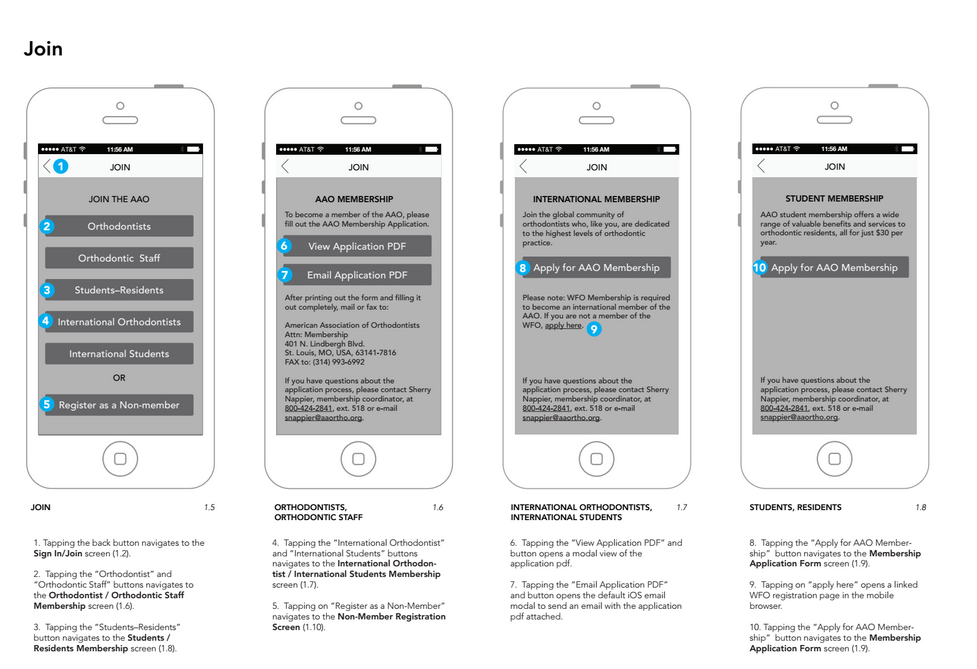 Join
●●●●● AT&T 11:56 AM
1 JOIN
JOIN THE AAO
2 Orthodontists
Orthodontic Staff
3 Students–Residents
4 International Orthodontists
International Students
OR
5 Register as a Non-member
●●●●● AT&T 11:56 AM
JOIN
AAO MEMBERSHIP
To become a member of the AAO, please
fill out the AAO Membership Application.
6 View Application PDF
7 Email Application PDF
After printing out the form and filling it
out completely, mail or fax to:
American Association of Orthodontists
Attn: Membership
401 N. Lindbergh Blvd.
St. Louis, MO, USA, 63141-7816
FAX to: (314) 993-6992
If you have questions about the
application process, please contact Sherry
Nappier, membership coordinator, at
800-424-2841, ext. 518 or e-mail
snappier@aaortho.org.
●●●●● AT&T 11:56 AM
JOIN
INTERNATIONAL MEMBERSHIP
Join the global community of
orthodontists who, like you, are dedicated
to the highest levels of orthodontic
practice.
8 Apply for AAO Membership
Please note: WFO Membership is required
to become an international member of the
AAO. If you are not a member of the
WFO, apply here. 9
If you have questions about the
application process, please contact Sherry
Nappier, membership coordinator, at
800-424-2841, ext. 518 or e-mail
snappier@aaortho.org.
●●●●● AT&T 11:56 AM
JOIN
STUDENT MEMBERSHIP
AAO student membership offers a wide
range of valuable benefits and services to
orthodontic residents, all for just $30 per
year.
10 Apply for AAO Membership
If you have questions about the
application process, please contact Sherry
Nappier, membership coordinator, at
800-424-2841, ext. 518 or e-mail
snappier@aaortho.org.
JOIN 1.5
1. Tapping the back button navigates to the
Sign In/Join screen (1.2).
2. Tapping the “Orthodontist” and
“Orthodontic Staff” buttons navigates to
the Orthodontist / Orthodontic Staff
Membership screen (1.6).
3. Tapping the “Students–Residents”
button navigates to the Students /
Residents Membership screen (1.8).
ORTHODONTISTS, 1.6
ORTHODONTIC STAFF
4. Tapping the “International Orthodontist”
and “International Students” buttons
navigates to the International Orthodon-
tist / International Students Membership
screen (1.7).
5. Tapping on “Register as a Non-Member”
navigates to the Non-Member Registration
Screen (1.10).
INTERNATIONAL ORTHODONTISTS, 1.7
INTERNATIONAL STUDENTS
6. Tapping the “View Application PDF” and
button opens a modal view of the
application pdf.
7. Tapping the “Email Application PDF”
and button opens the default iOS email
modal to send an email with the application
pdf attached.
STUDENTS, RESIDENTS 1.8
8. Tapping the “Apply for AAO Member-
ship” button navigates to the Membership
Application Form screen (1.9).
9. Tapping on “apply here” opens a linked
WFO registration page in the mobile
browser.
10. Tapping the “Apply for AAO Member-
ship” button navigates to the Membership
Application Form screen (1.9).